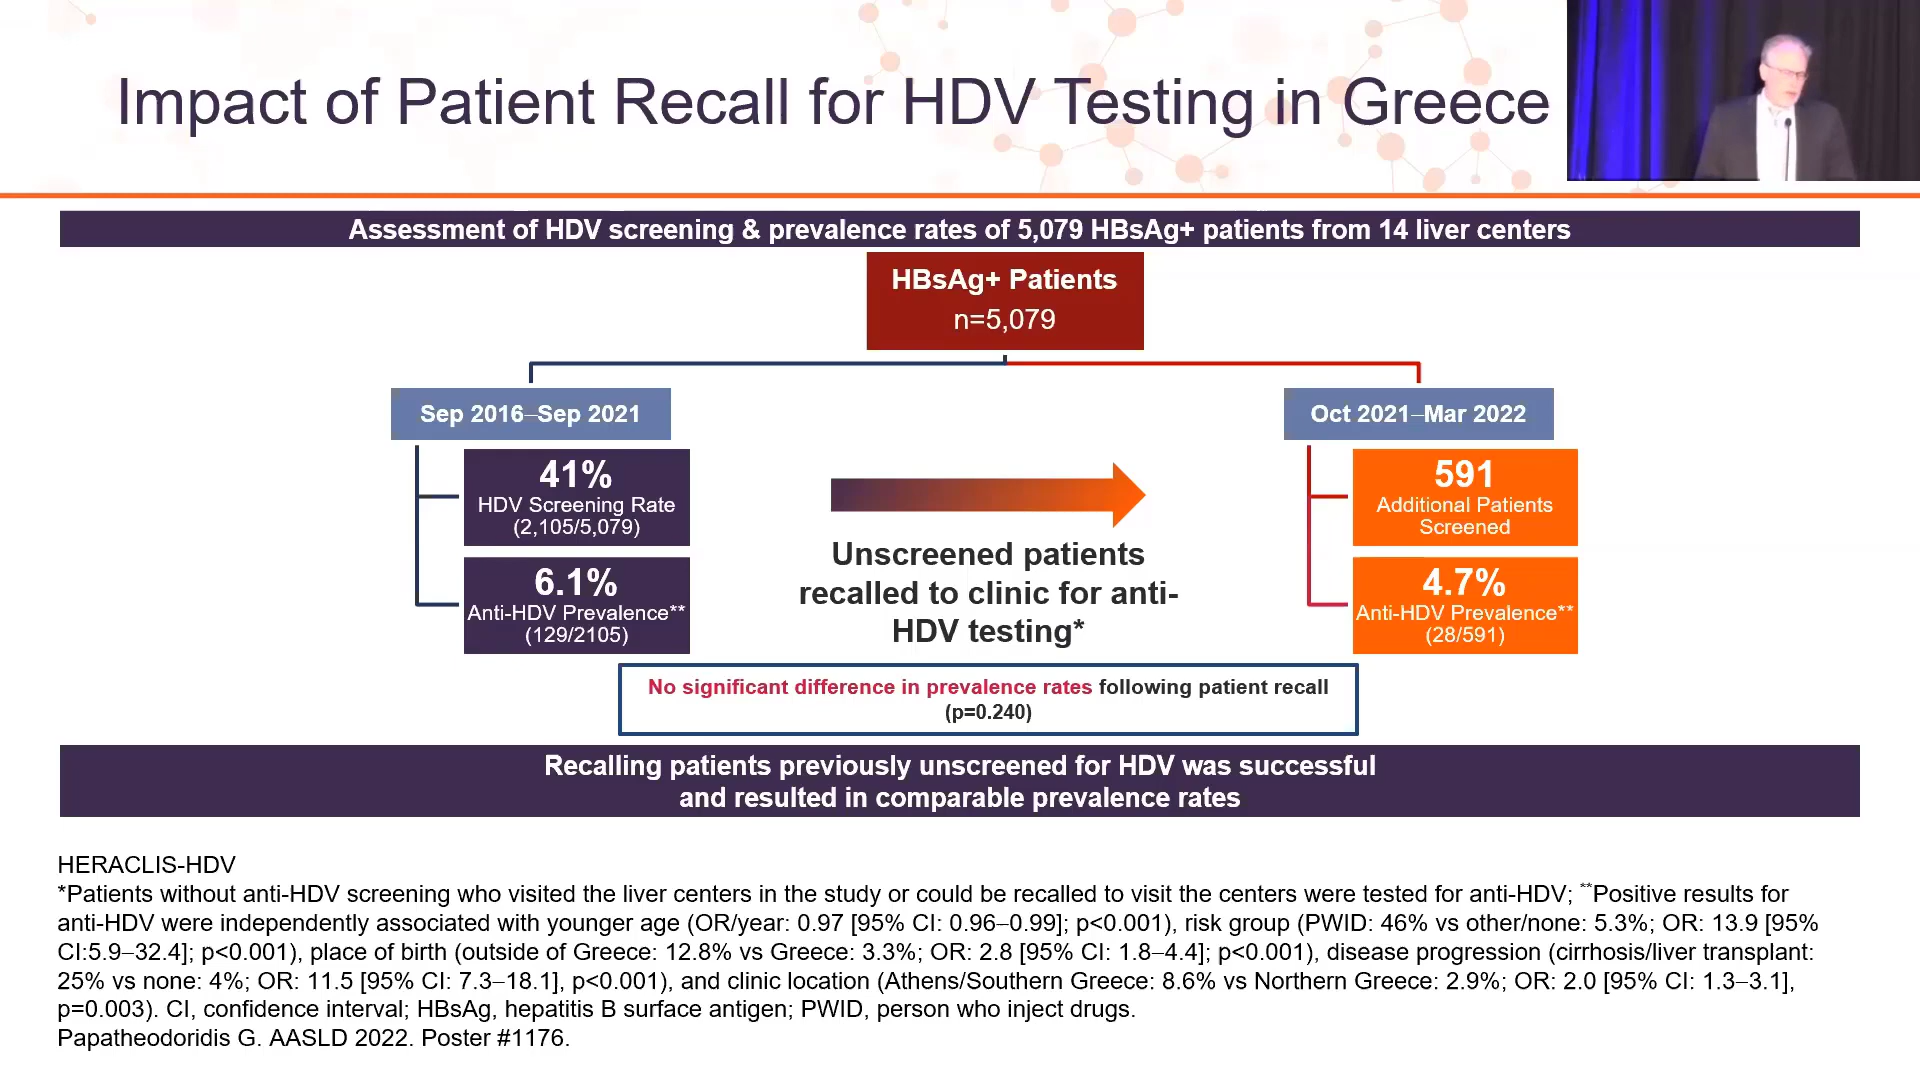 Impact of Patient Recall for HDV Testing in Greece
Assessment of HDV screening & prevalence rates of 5,079 HBsAg+ patients from 14 liver centers
HBsAg+ Patients
n=5,079
Sep 2016–Sep 2021
41%
HDV Screening Rate
(2,105/5,079)
6.1%
Anti-HDV Prevalence**
(129/2105)
Unscreened patients
recalled to clinic for anti-
HDV testing*
Oct 2021–Mar 2022
591
Additional Patients
Screened
4.7%
Anti-HDV Prevalence**
(28/591)
No significant difference in prevalence rates following patient recall
(p=0.240)
Recalling patients previously unscreened for HDV was successful
and resulted in comparable prevalence rates
HERACLIS-HDV
*Patients without anti-HDV screening who visited the liver centers in the study or could be recalled to visit the centers were tested for anti-HDV; **Positive results for
anti-HDV were independently associated with younger age (OR/year: 0.97 [95% CI: 0.96–0.99]; p<0.001), risk group (PWID: 46% vs other/none: 5.3%; OR: 13.9 [95%
CI:5.9–32.4]; p<0.001), place of birth (outside of Greece: 12.8% vs Greece: 3.3%; OR: 2.8 [95% CI: 1.8–4.4]; p<0.001), disease progression (cirrhosis/liver transplant:
25% vs none: 4%; OR: 11.5 [95% CI: 7.3–18.1], p<0.001), and clinic location (Athens/Southern Greece: 8.6% vs Northern Greece: 2.9%; OR: 2.0 [95% CI: 1.3–3.1],
p=0.003). CI, confidence interval; HBsAg, hepatitis B surface antigen; PWID, person who inject drugs.
Papatheodoridis G. AASLD 2022. Poster #1176.